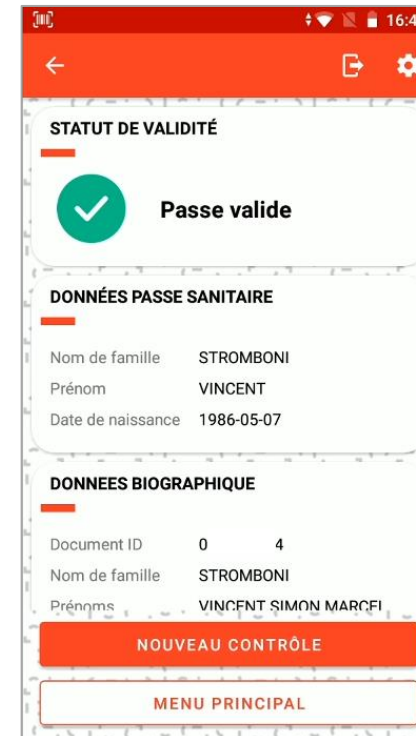 16:4
STATUT DE VALIDITÉ
Passe valide
DONNÉES PASSE SANITAIRE
Nom de famille STROMBONI
Prénom VINCENT
Date de naissance 1986-05-07
DONNEES BIOGRAPHIQUE
Document ID 0 4
Nom de famille STROMBONI
Prénoms VINCENT SIMON MARCEL
NOUVEAU CONTRÔLE
MENU PRINCIPAL